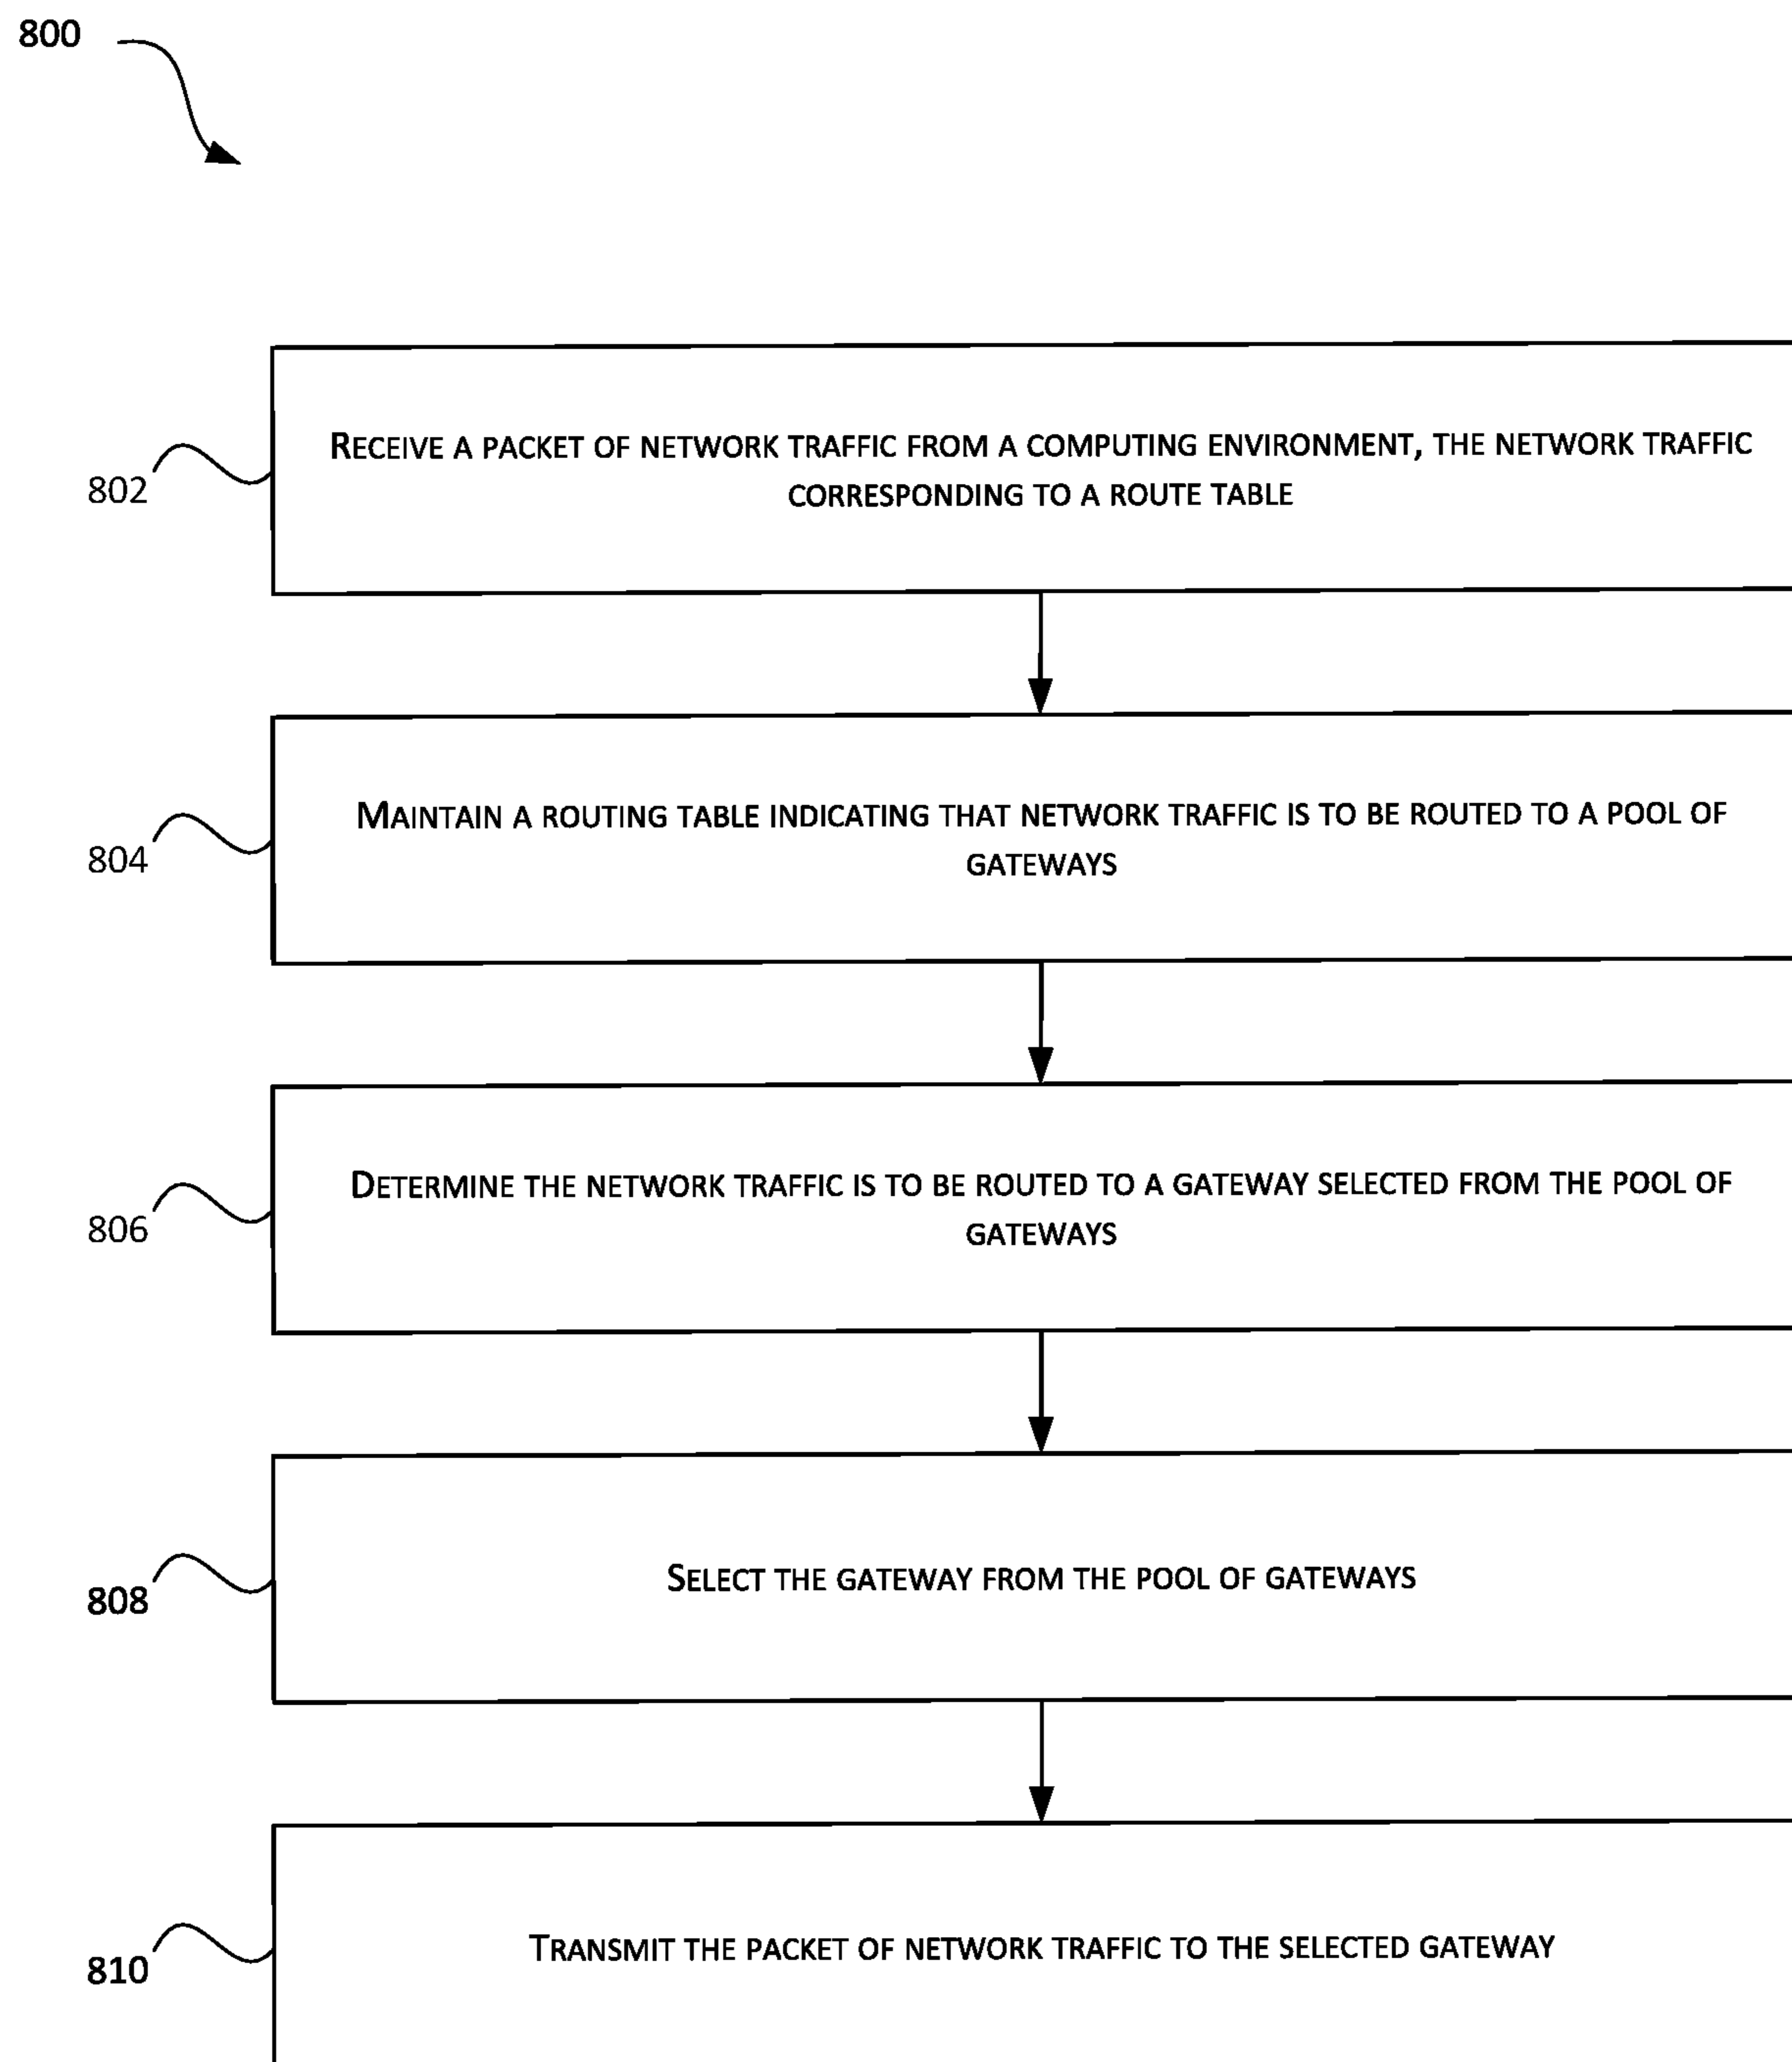 800
RECEIVE A PACKET OF NETWORK TRAFFIC FROM A COMPUTING ENVIRONMENT, THE NETWORK TRAFFIC
CORRESPONDING TO A ROUTE TABLE
802
MAINTAIN A ROUTING TABLE INDICATING THAT NETWORK TRAFFIC IS TO BE ROUTED TO A POOL OF
GATEWAYS
804
DETERMINE THE NETWORK TRAFFIC IS TO BE ROUTED TO A GATEWAY SELECTED FROM THE POOL OF
GATEWAYS
806
SELECT THE GATEWAY FROM THE POOL OF GATEWAYS
808
TRANSMIT THE PACKET OF NETWORK TRAFFIC TO THE SELECTED GATEWAY
810